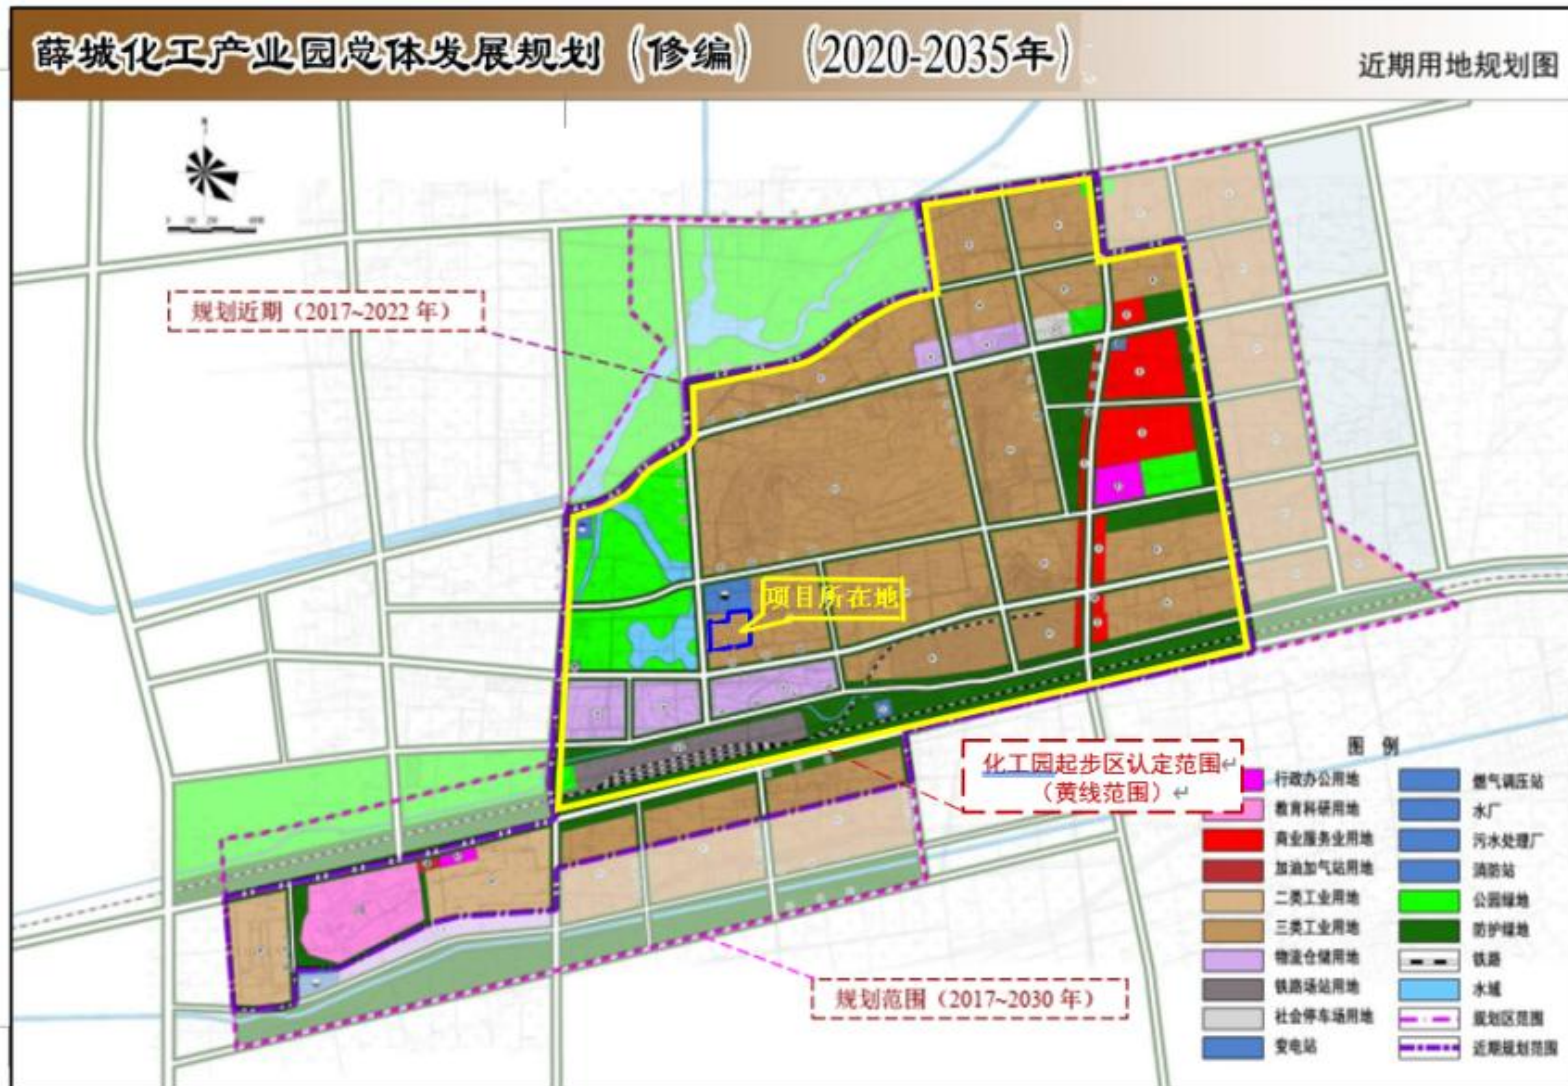 薛城化工产业园总体发展规划（修编）（2020-2035年）
近期用地规划图
N
规划近期（2017~2022 年）
项目所在地
化工园起步区认定范围↵
（黄线范围）↵
规划范围（2017~2030 年）
图 例
行政办公用地
教育科研用地
商业服务业用地
加油加气站用地
二类工业用地
三类工业用地
物流仓储用地
铁路场站用地
社会停车场用地
变电站
燃气调压站
水厂
污水处理厂
消防站
公园绿地
防护绿地
铁路
水域
规划区范围
近期规划范围